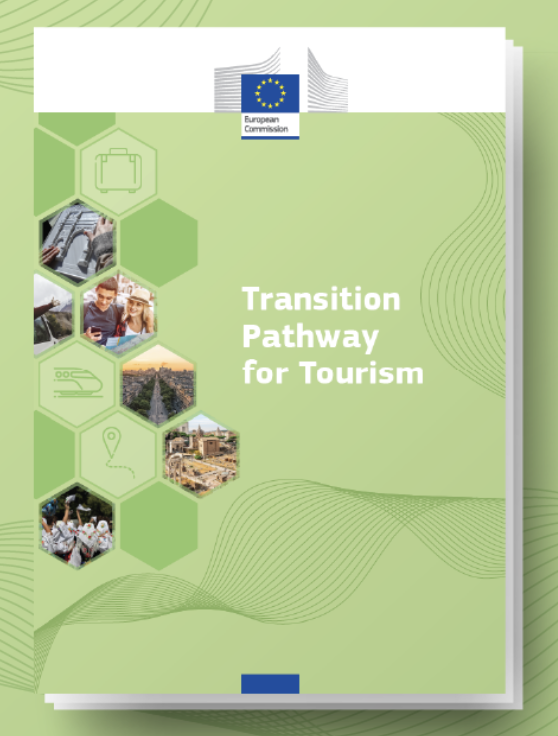 European
Commission
Transition
Pathway
for Tourism